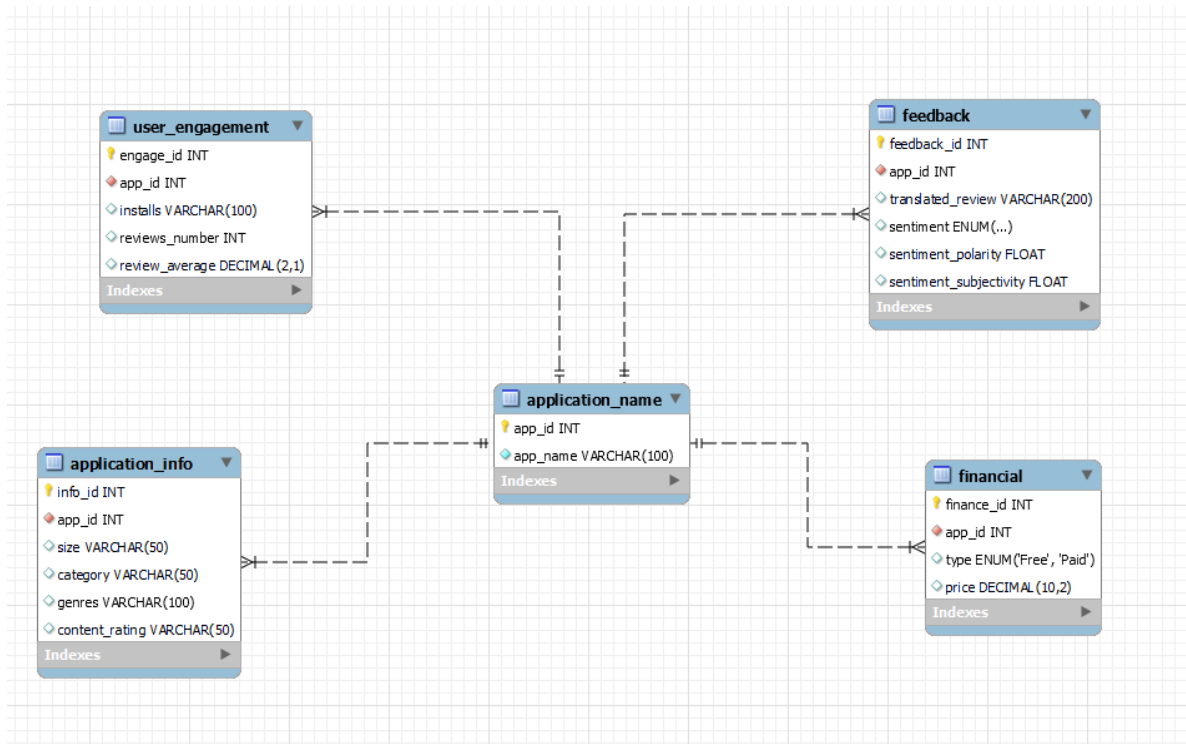 user_engagement
engage_id INT
app_id INT
installs VARCHAR(100)
reviews_number INT
review_average DECIMAL(2,1)
Indexes
feedback
feedback_id INT
app_id INT
translated_review VARCHAR(200)
sentiment ENUM(...)
sentiment_polarity FLOAT
sentiment_subjectivity FLOAT
Indexes
application_name
app_id INT
app_name VARCHAR(100)
Indexes
application_info
info_id INT
app_id INT
size VARCHAR(50)
category VARCHAR(50)
genres VARCHAR(100)
content_rating VARCHAR(50)
Indexes
financial
finance_id INT
app_id INT
type ENUM('Free', 'Paid')
price DECIMAL(10,2)
Indexes